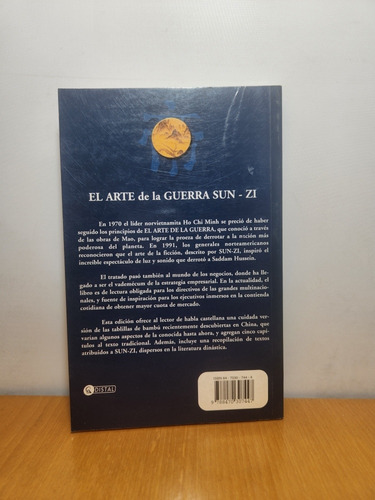 EL ARTE de la GUERRA SUN - ZI
En 1970 el líder norvietnamita Ho Chi Minh se preció de haber
seguido los principios de EL ARTE DE LA GUERRA, que conoció a través
de las obras de Mao, para lograr la proeza de derrotar a la nación más
poderosa del planeta. En 1991, los generales norteamericanos
reconocieron que el arte de la ficción, descrito por SUN-ZI, inspiró el
increíble espectáculo de luz y sonido que derrotó a Saddam Hussein.
El tratado pasó también al mundo de los negocios, donde ha lle-
gado a ser el vademécum de la estrategia empresarial. En la actualidad, el
libro es de lectura obligada para los directivos de las grandes multinacio-
nales, y fuente de inspiración para los ejecutivos inmersos en la contienda
cotidiana de obtener mayor cuota de mercado.
Esta edición ofrece al lector de habla castellana una cuidada ver-
sión de las tablillas de bambú recientemente descubiertas en China, que
varían algunos aspectos de la conocida hasta ahora, y agregan cinco capí-
tulos al texto tradicional. Además, incluye una recopilación de textos
atribuidos a SUN-ZI, dispersos en la literatura dinástica.
DISTAL